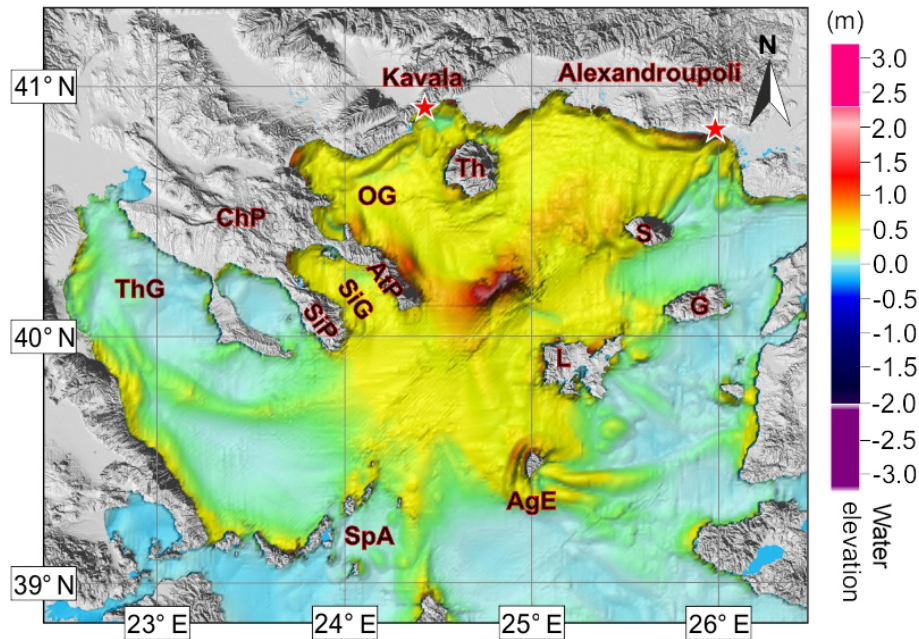 (m)
N
Kavala
Alexandroupoli
41° N
3.0
2.5
2.0
1.5
1.0
0.5
0.0
-0.5
-1.0
-1.5
-2.0
-2.5
-3.0
Th
OG
ChP
S
AtP
ThG
SiG
SiP
G
40° N
L
AgE
SpA
Water
elevation
39° N
23° E
24° E
25° E
26° E